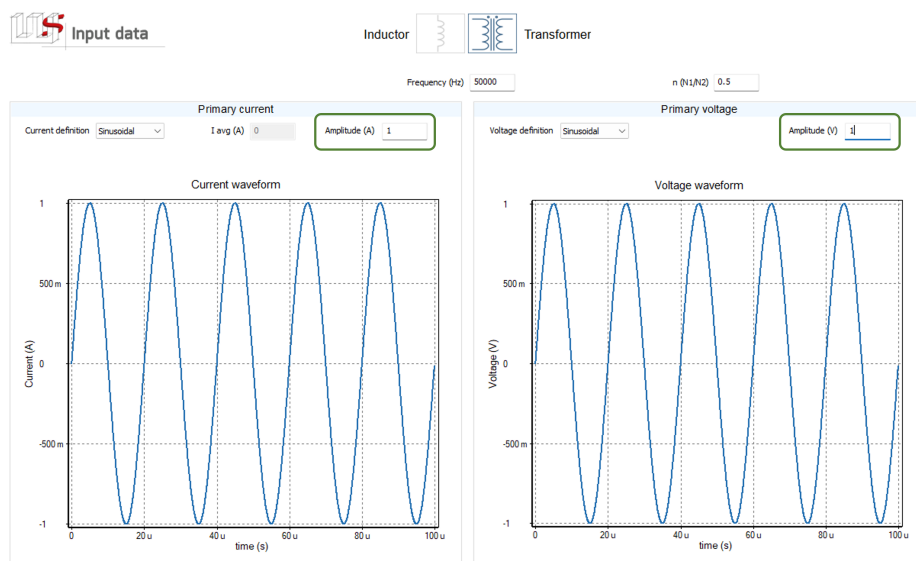 Input data
Inductor
Transformer
Frequency (Hz) 50000
n (N1/N2) 0.5
Primary current
Current definition Sinusoidal
I avg (A) 0
Amplitude (A) 1
Current waveform
1
500 m
0
-500 m
-1
Current (A)
0 20 u 40 u 60 u 80 u 100 u
time (s)
Primary voltage
Voltage definition Sinusoidal
Amplitude (V) 1
Voltage waveform
1
500 m
0
-500 m
-1
Voltage (V)
0 20 u 40 u 60 u 80 u 100 u
time (s)